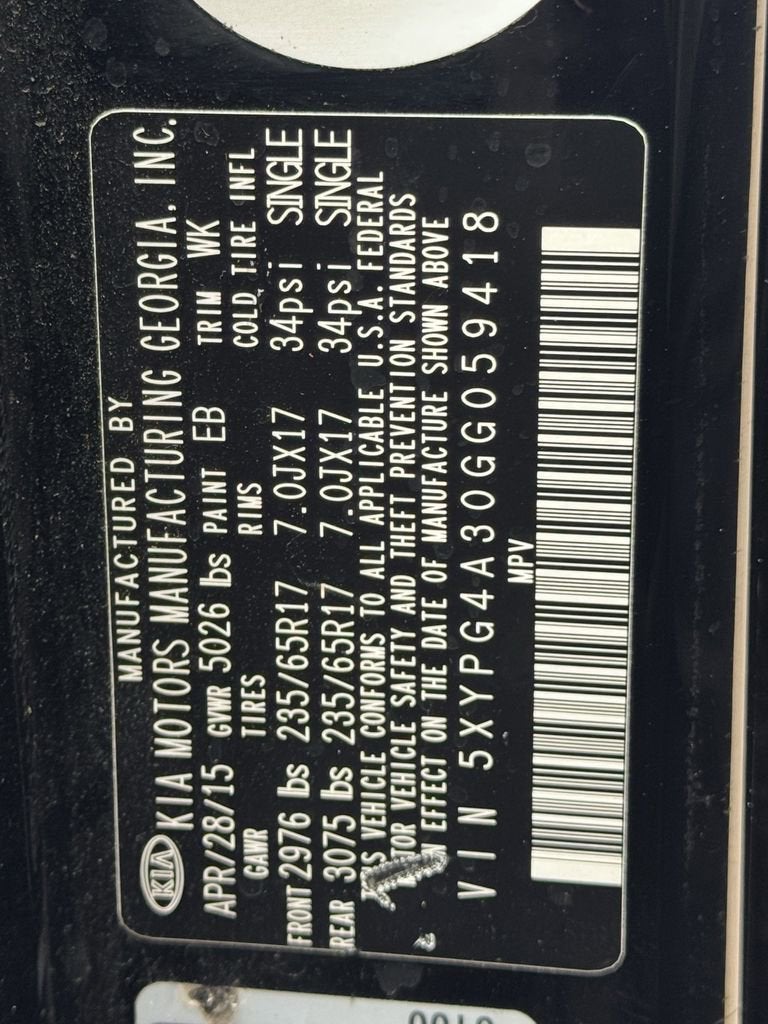 MANUFACTURED BY
KIA KIA MOTORS MANUFACTURING GEORGIA, INC.
APR/28/15 GVWR 5026 lbs PAINT EB TRIM WK
GAWR TIRES RIMS COLD TIRE INFL
FRONT 2976 lbs 235/65R17 7.0JX17 34psi SINGLE
REAR 3075 lbs 235/65R17 7.0JX17 34psi SINGLE
VEHICLE CONFORMS TO ALL APPLICABLE U.S.A. FEDERAL
VEHICLE SAFETY AND THEFT PREVENTION STANDARDS
EFFECT ON THE DATE OF MANUFACTURE SHOWN ABOVE
VIN 5XYPG4A30GG059418
MPV